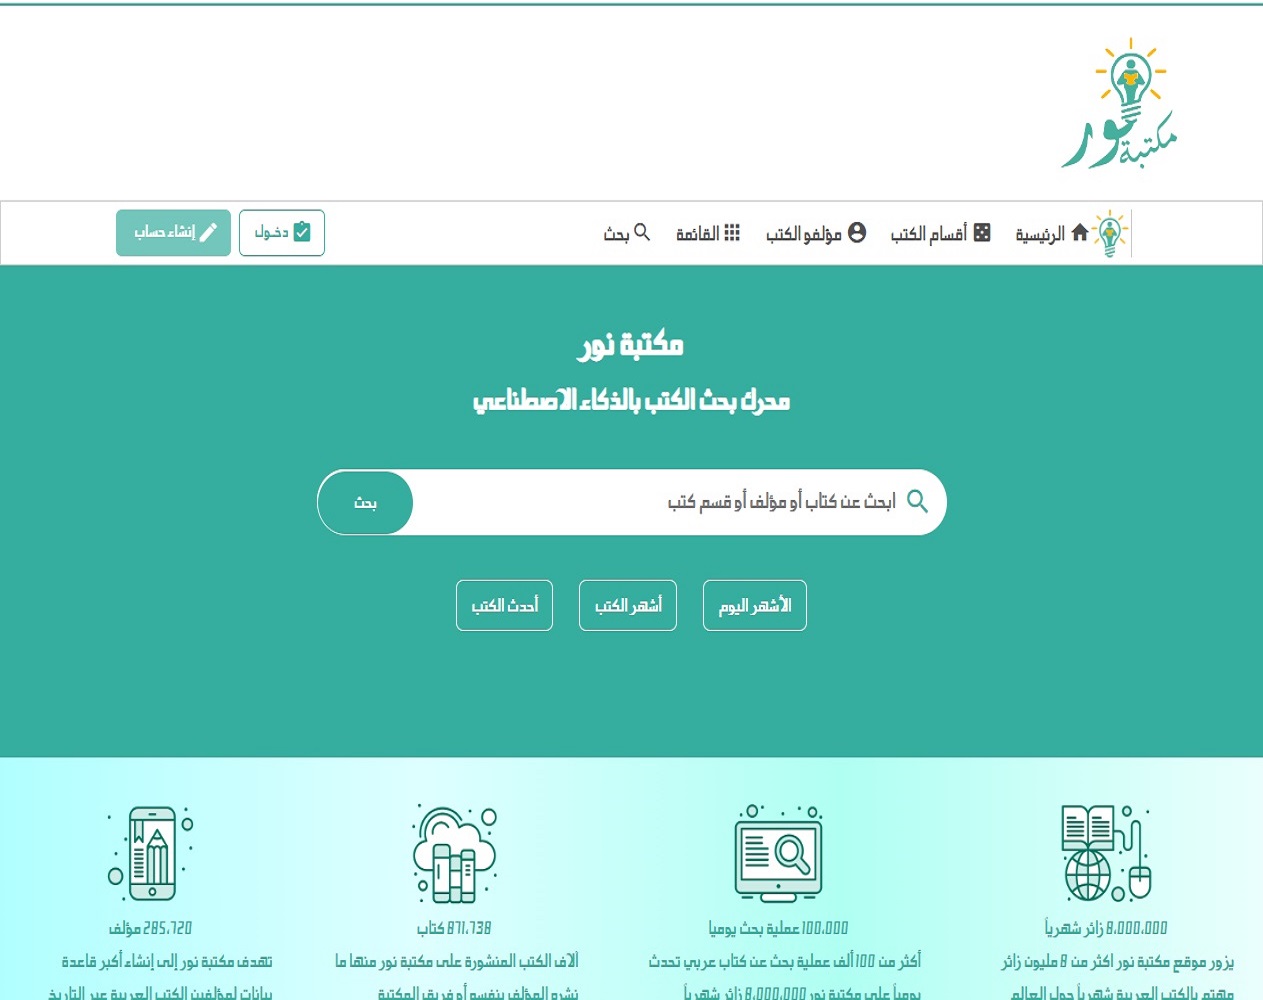 مكتبة نور
الرئيسية
أقسام الكتب
مؤلفو الكتب
القائمة
بحث
دخول
إنشاء حساب
مكتبة نور
محرك بحث الكتب بالذكاء الاصطناعي
ابحث عن كتاب أو مؤلف أو قسم كتب
بحث
الأشهر اليوم
أشهر الكتب
أحدث الكتب
8,000,000 زائر شهرياً
يزور موقع مكتبة نور اكثر من 8 مليون زائر
مهتم بالكتب العربية شهرياً حول العالم
100,000 عملية بحث يوميا
أكثر من 100 ألف عملية بحث عن كتاب عربي تحدث
يومياً على مكتبة نور 8,000,000 زائر شهرياً
871,738 كتاب
آلاف الكتب المنشورة على مكتبة نور منها ما
نشره المؤلف بنفسه أو فريق المكتبة
285,720 مؤلف
تهدف مكتبة نور إلى إنشاء أكبر قاعدة
بيانات لمؤلفين الكتب العربية عبر التاريخ